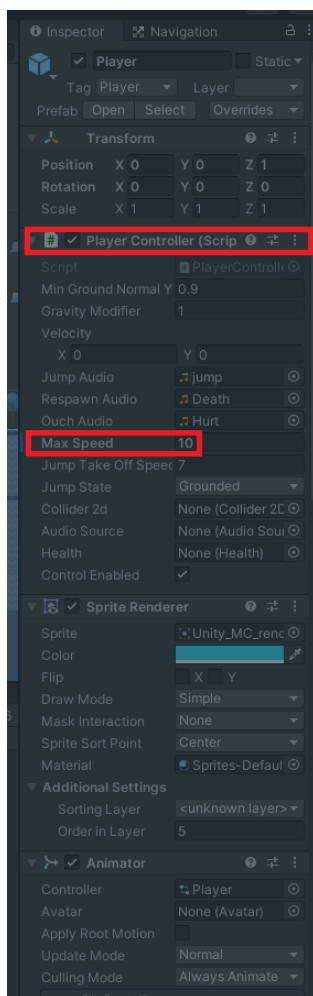 Inspector Navigation
Player Static
Tag Player Layer
Prefab Open Select Overrides
Transform
Position X 0 Y 0 Z 1
Rotation X 0 Y 0 Z 0
Scale X 1 Y 1 Z 1
# Player Controller (Scrip
Script PlayerControlle
Min Ground Normal Y 0.9
Gravity Modifier 1
Velocity
X 0 Y 0
Jump Audio jump
Respawn Audio Death
Ouch Audio Hurt
Max Speed 10
Jump Take Off Speed 7
Jump State Grounded
Collider 2d None (Collider 2D
Audio Source None (Audio Sour
Health None (Health)
Control Enabled
Sprite Renderer
Sprite Unity_MC_renc
Color
Flip X Y
Draw Mode Simple
Mask Interaction None
Sprite Sort Point Center
Material Sprites-Defaul
Additional Settings
Sorting Layer <unknown layer>
Order in Layer 5
Animator
Controller Player
Avatar None (Avatar)
Apply Root Motion
Update Mode Normal
Culling Mode Always Animate